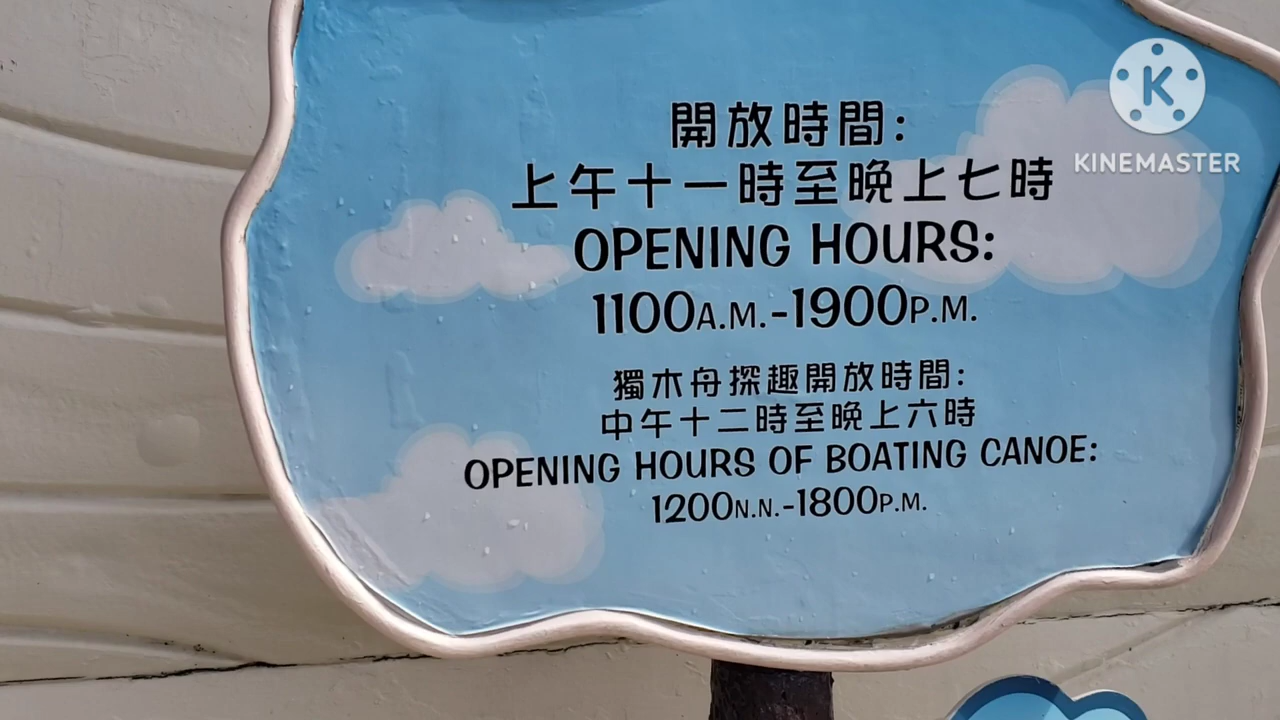 開放時間:
上午十一時至晚上七時
OPENING HOURS:
1100A.M.-1900P.M.
獨木舟探趣開放時間:
中午十二時至晚上六時
OPENING HOURS OF BOATING CANOE:
1200N.N.-1800P.M.
K
KINEMASTER